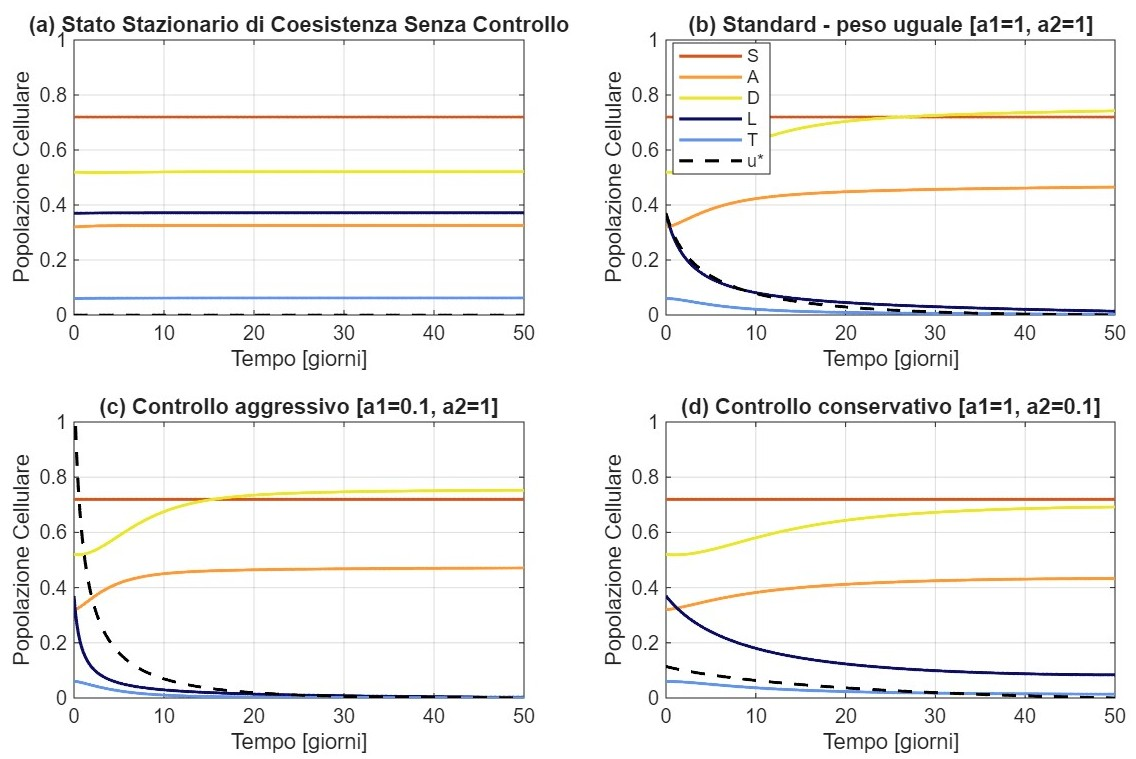 (a) Stato Stazionario di Coesistenza Senza Controllo
1
0.8
0.6
0.4
0.2
0
Popolazione Cellulare
0 10 20 30 40 50
Tempo [giorni]
(b) Standard - peso uguale [a1=1, a2=1]
1
0.8
0.6
0.4
0.2
0
Popolazione Cellulare
S
A
D
L
T
u*
0 10 20 30 40 50
Tempo [giorni]
(c) Controllo aggressivo [a1=0.1, a2=1]
1
0.8
0.6
0.4
0.2
0
Popolazione Cellulare
0 10 20 30 40 50
Tempo [giorni]
(d) Controllo conservativo [a1=1, a2=0.1]
1
0.8
0.6
0.4
0.2
0
Popolazione Cellulare
0 10 20 30 40 50
Tempo [giorni]